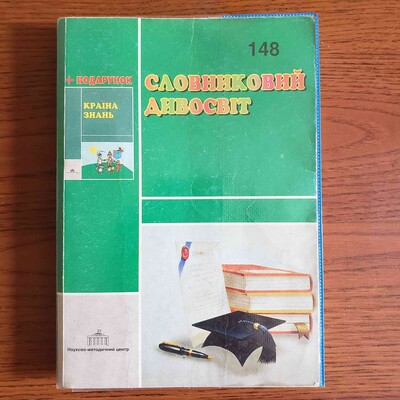 148
+ ПОДАРУНОК
СЛОВНИКОВИЙ
ДИВОСВІТ
КРАЇНА
ЗНАНЬ
Науково-методичний центр